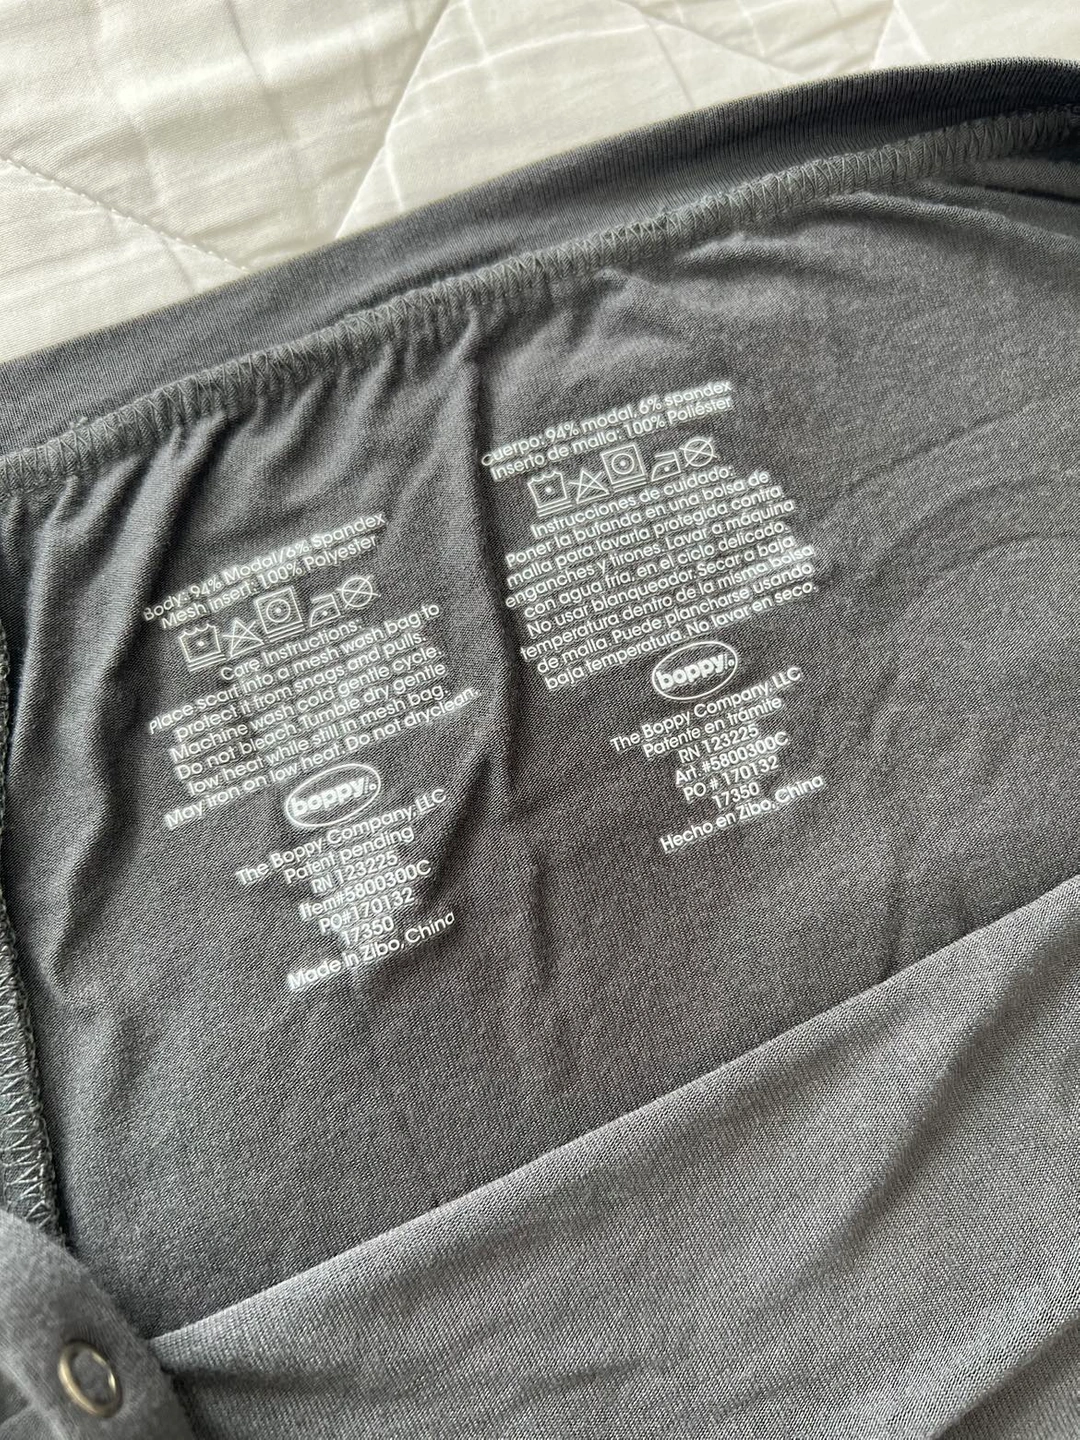 Body: 94% Modal/6% Spandex
Mesh insert: 100% Polyester
Care Instructions:
Place scarf into a mesh wash bag to
protect it from snags and pulls.
Machine wash cold gentle cycle.
Do not bleach. Tumble dry gentle
low heat while still in mesh bag.
May iron on low heat. Do not dryclean.
boppy.
The Boppy Company, LLC
Patent pending
RN 123225
Item#5800300C
PO#170132
17350
Made in Zibo, China
Cuerpo: 94% modal, 6% spandex
Inserto de malla: 100% Poliéster
Instrucciones de cuidado:
Poner la bufanda en una bolsa de
malla para lavarla protegida contra
enganches y tirones. Lavar a máquina
con agua fría, en el ciclo delicado.
No usar blanqueador. Secar a baja
temperatura dentro de la misma bolsa
de malla. Puede plancharse usando
baja temperatura. No lavar en seco.
boppy.
The Boppy Company, LLC
Patente en trámite
RN 123225
Art. #5800300C
PO # 170132
17350
Hecho en Zibo, China